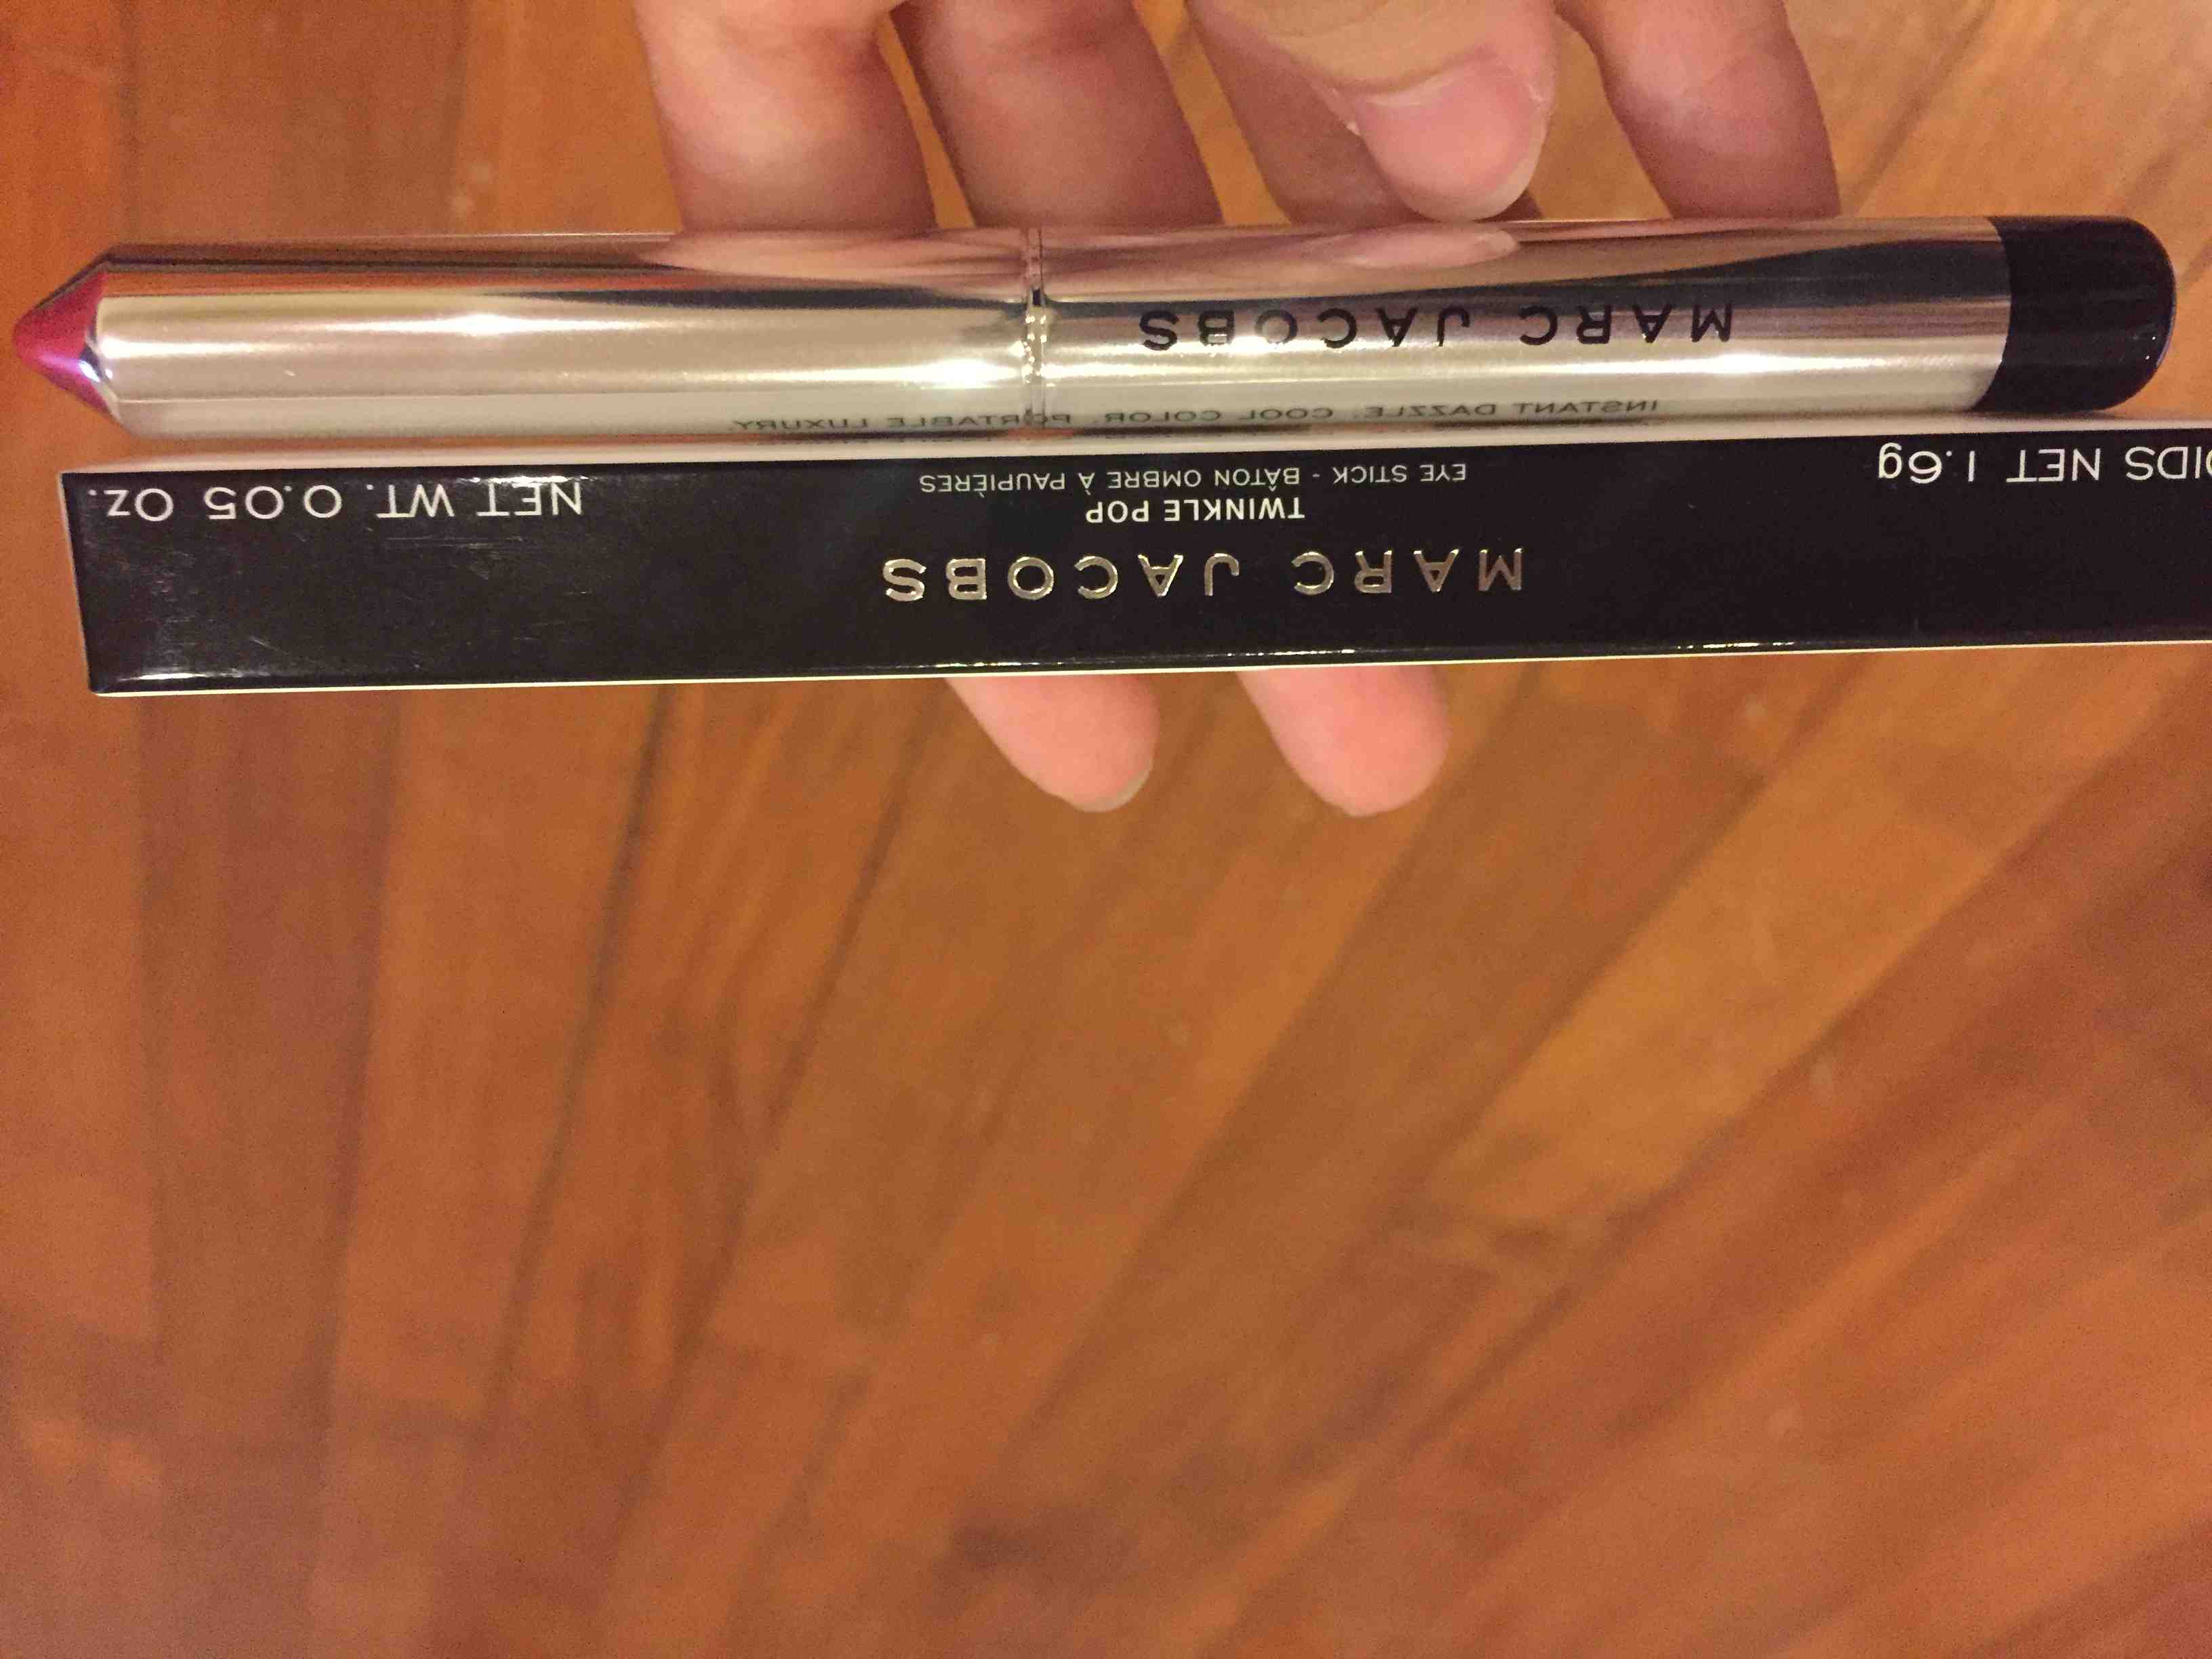 MARC JACOBS
TWINKLE POP
EYE STICK - BÂTON OMBRE À PAUPIÈRES
NET 1.6g
NET WT. 0.05 Oz.
INSTANT DAZZLE. COOL COLOR. PORTABLE LUXURY
MARC JACOBS